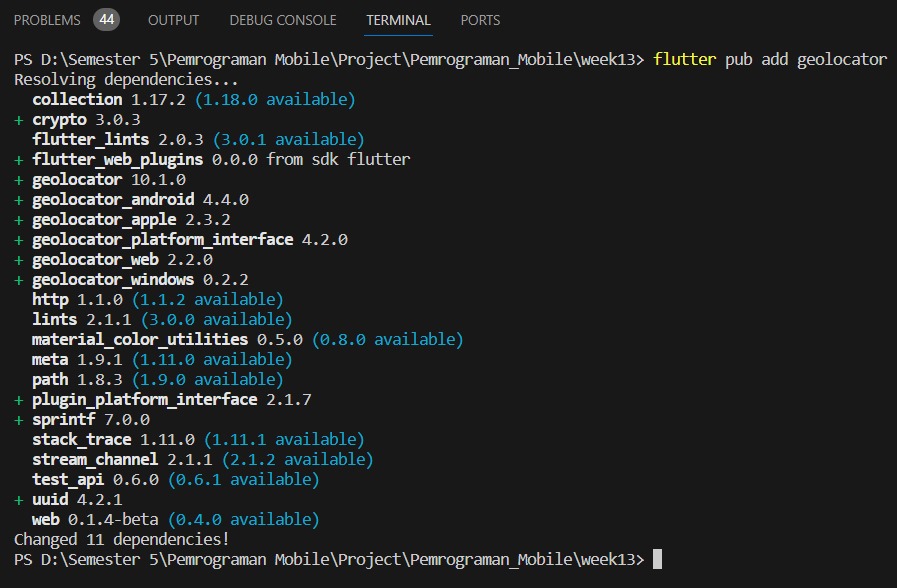 PROBLEMS 44 OUTPUT DEBUG CONSOLE TERMINAL PORTS
PS D:\Semester 5\Pemrograman Mobile\Project\Pemrograman_Mobile\week13> flutter pub add geolocator
Resolving dependencies...
  collection 1.17.2 (1.18.0 available)
+ crypto 3.0.3
  flutter_lints 2.0.3 (3.0.1 available)
+ flutter_web_plugins 0.0.0 from sdk flutter
+ geolocator 10.1.0
+ geolocator_android 4.4.0
+ geolocator_apple 2.3.2
+ geolocator_platform_interface 4.2.0
+ geolocator_web 2.2.0
+ geolocator_windows 0.2.2
  http 1.1.0 (1.1.2 available)
  lints 2.1.1 (3.0.0 available)
  material_color_utilities 0.5.0 (0.8.0 available)
  meta 1.9.1 (1.11.0 available)
  path 1.8.3 (1.9.0 available)
+ plugin_platform_interface 2.1.7
+ sprintf 7.0.0
  stack_trace 1.11.0 (1.11.1 available)
  stream_channel 2.1.1 (2.1.2 available)
  test_api 0.6.0 (0.6.1 available)
+ uuid 4.2.1
  web 0.1.4-beta (0.4.0 available)
Changed 11 dependencies!
PS D:\Semester 5\Pemrograman Mobile\Project\Pemrograman_Mobile\week13>